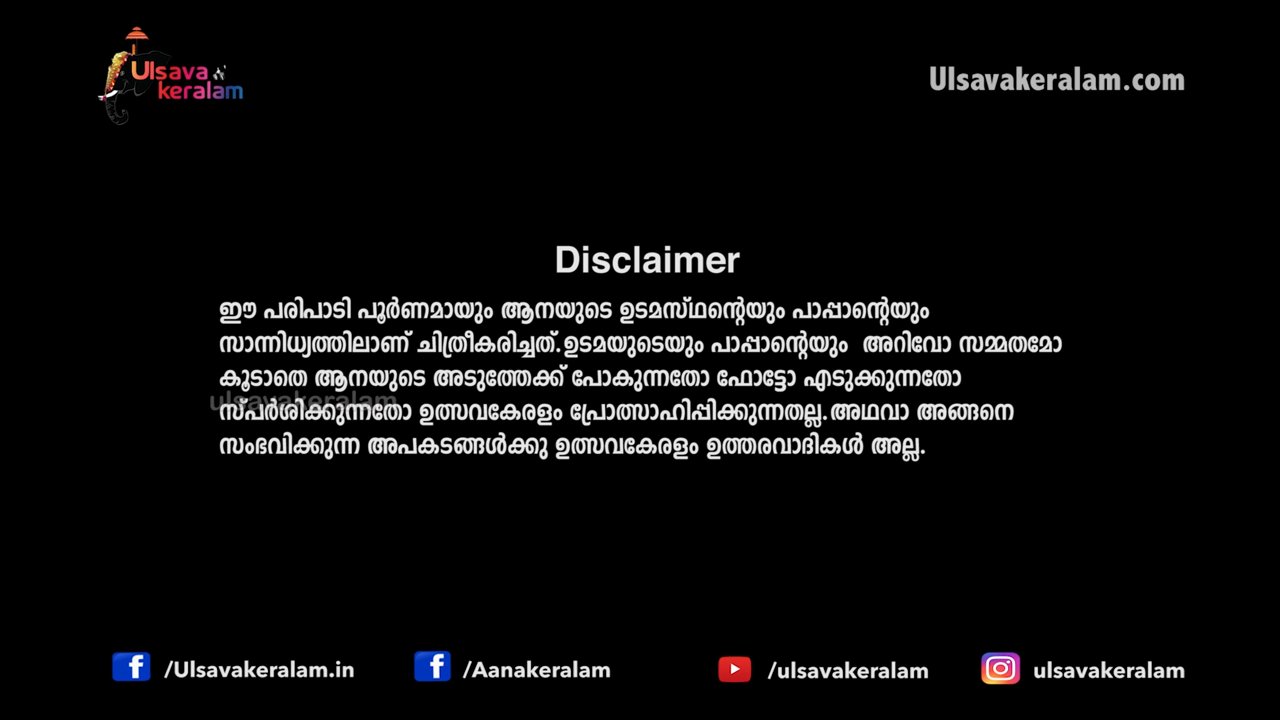 Ulsava
keralam
Ulsavakeralam.com
Disclaimer
ഈ പരിപാടി പൂർണമായും ആനയുടെ ഉടമസ്ഥന്റെയും പാപ്പാന്റെയും
സാന്നിധ്യത്തിലാണ് ചിത്രീകരിച്ചത്.ഉടമയുടെയും പാപ്പാന്റെയും അറിവോ സമ്മതമോ
കൂടാതെ ആനയുടെ അടുത്തേക്ക് പോകുന്നതോ ഫോട്ടോ എടുക്കുന്നതോ
ulsavakeralam
സ്പർശിക്കുന്നതോ ഉത്സവകേരളം പ്രോത്സാഹിപ്പിക്കുന്നതല്ല.അഥവാ അങ്ങനെ
സംഭവിക്കുന്ന അപകടങ്ങൾക്കു ഉത്സവകേരളം ഉത്തരവാദികൾ അല്ല.
/Ulsavakeralam.in
/Aanakeralam
/ulsavakeralam
ulsavakeralam